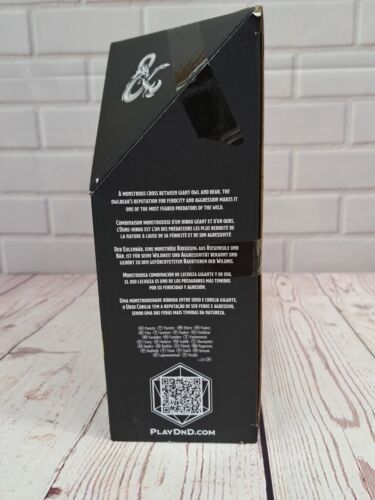 A monstrous cross between giant owl and bear, the
owlbear's reputation for ferocity and aggression makes it
one of the most feared predators of the wild.
Combinaison monstrueuse d'un hibou géant et d'un ours,
l'Ours-hibou est l'un des prédateurs les plus redouté de
la nature à cause de sa férocité et de son agressivité
Der Eulenbär, eine monströse Kreuzung aus Rieseneule und
Bär, ist für seine Wildheit und Aggressivität bekannt und
gehört zu den gefürchtetsten Raubtieren der Wildnis.
Monstruosa combinación de lechuza gigante y de oso,
el oso lechuza es uno de los predadores más temidos
por su ferocidad y agresión.
Uma monstruosidade híbrida entre urso e coruja gigante,
o Urso Coruja tem a reputação de ser feroz e agressivo,
sendo uma das feras mais temidas da natureza.
PlayDnD.com